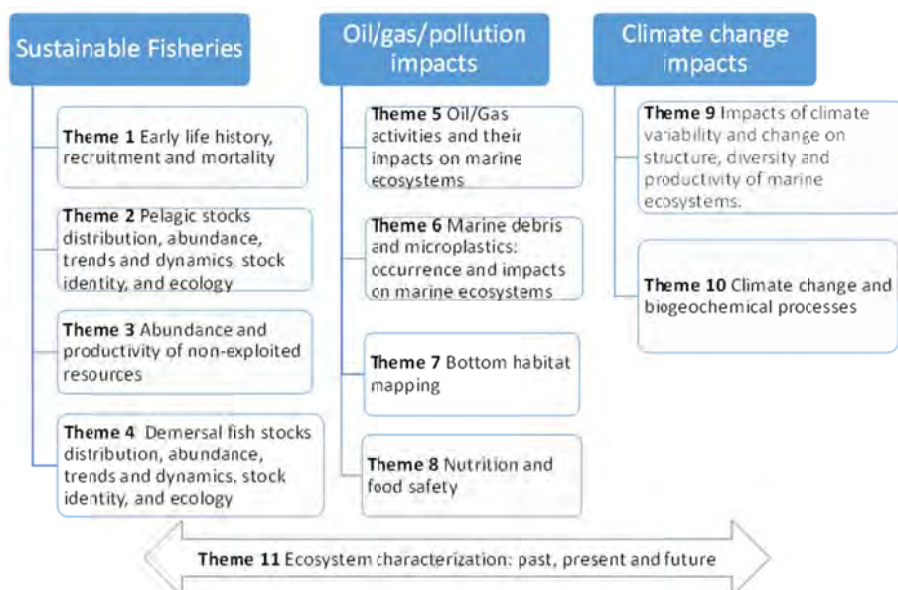 Sustainable Fisheries
Theme 1 Early life history,
recruitment and mortality
Theme 2 Pelagic stocks
distribution, abundance,
trends and dynamics, stock
identity, and ecology
Theme 3 Abundance and
productivity of non-exploited
resources
Theme 4 Demersal fish stocks
distribution, abundance,
trends and dynamics, stock
identity, and ecology
Oil/gas/pollution
impacts
Theme 5 Oil/Gas
activities and their
impacts on marine
ecosystems
Theme 6 Marine debris
and microplastics:
occurrence and impacts
on marine ecosystems
Theme 7 Bottom habitat
mapping
Theme 8 Nutrition and
food safety
Climate change
impacts
Theme 9 Impacts of climate
variability and change on
structure, diversity and
productivity of marine
ecosystems.
Theme 10 Climate change and
biogeochemical processes
Theme 11 Ecosystem characterization: past, present and future